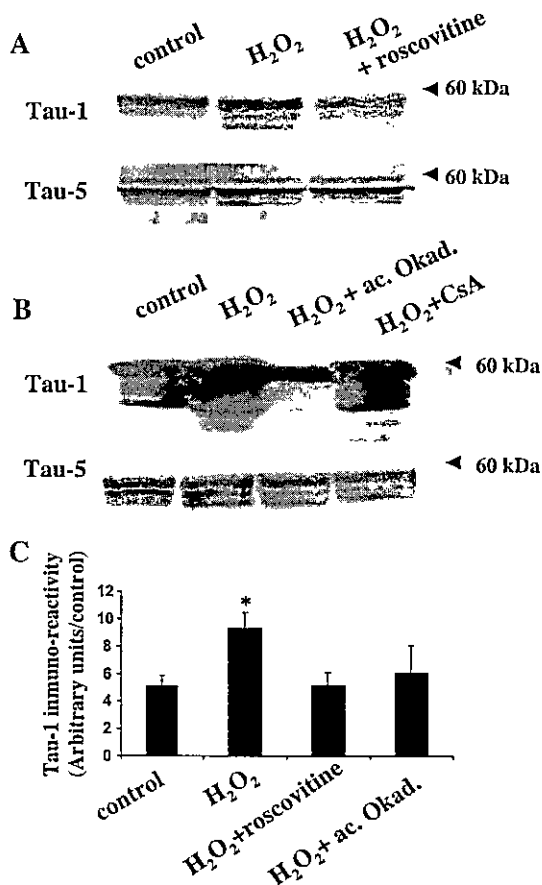 A
control
H2O2
H2O2
+ roscovitine
Tau-1
60 kDa
Tau-5
60 kDa
B
control
H2O2
H2O2+ ac. Okad.
H2O2+CsA
Tau-1
60 kDa
Tau-5
60 kDa
C
Tau-1 inmuno-reactivity
(Arbitrary units/control)
12
10
8
6
4
2
0
*
control
H2O2
H2O2+roscovitine
H2O2+ ac. Okad.